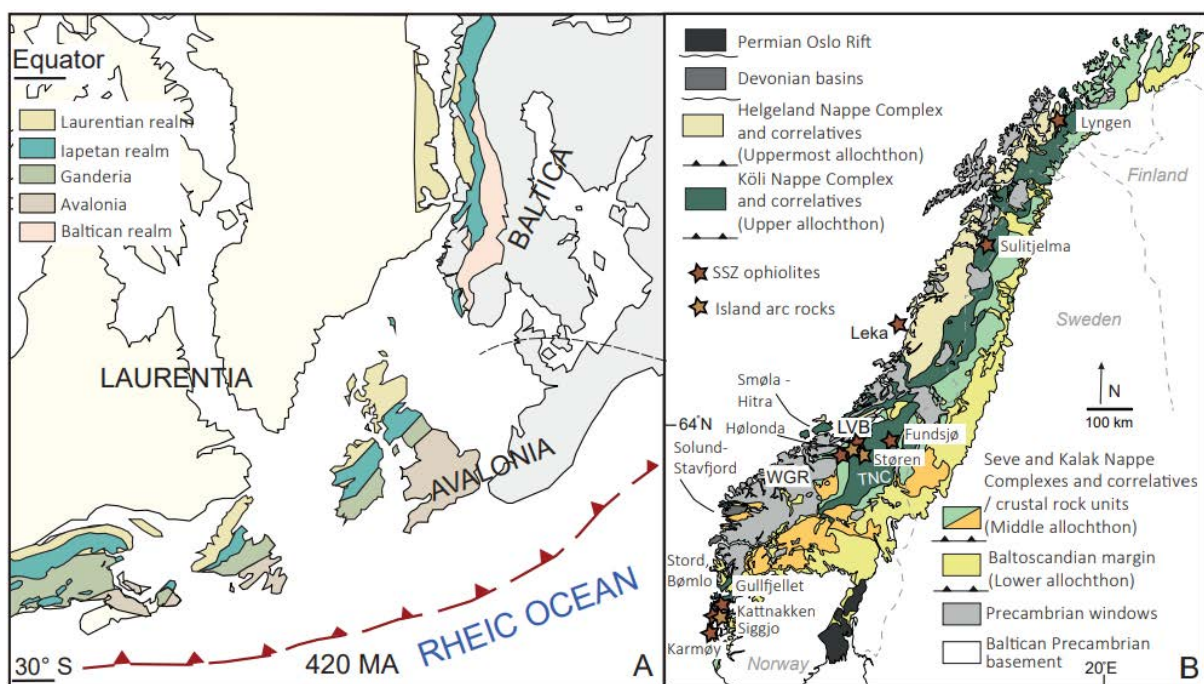 Equator
Laurentian realm
Iapetan realm
Ganderia
Avalonia
Baltican realm
LAURENTIA
BALTICA
AVALONIA
RHEIC OCEAN
30° S
420 MA
A
Permian Oslo Rift
Devonian basins
Helgeland Nappe Complex
and correlatives
(Uppermost allochthon)
Köli Nappe Complex
and correlatives
(Upper allochthon)
SSZ ophiolites
Island arc rocks
Lyngen
Finland
Sulitjelma
Sweden
Leka
N
100 km
Smøla -
Hitra
64°N
Hølonda
LVB
Fundsjø
Solund-
Stavfjord
Støren
WGR
TNC
Seve and Kalak Nappe
Complexes and correlatives
/ crustal rock units
(Middle allochthon)
Baltoscandian margin
(Lower allochthon)
Precambrian windows
Baltican Precambrian
basement
Stord,
Bømlo
Gullfjellet
Kattnakken
Siggjo
Karmøy
Norway
20°E
B